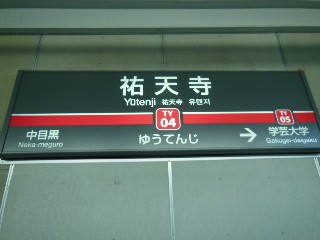 祐天寺
Yūtenji 祐天寺 유텐지
TY
04
TY
05
中目黒
Naka-meguro
ゆうてんじ
→
学芸大学
Gakugei-daigaku